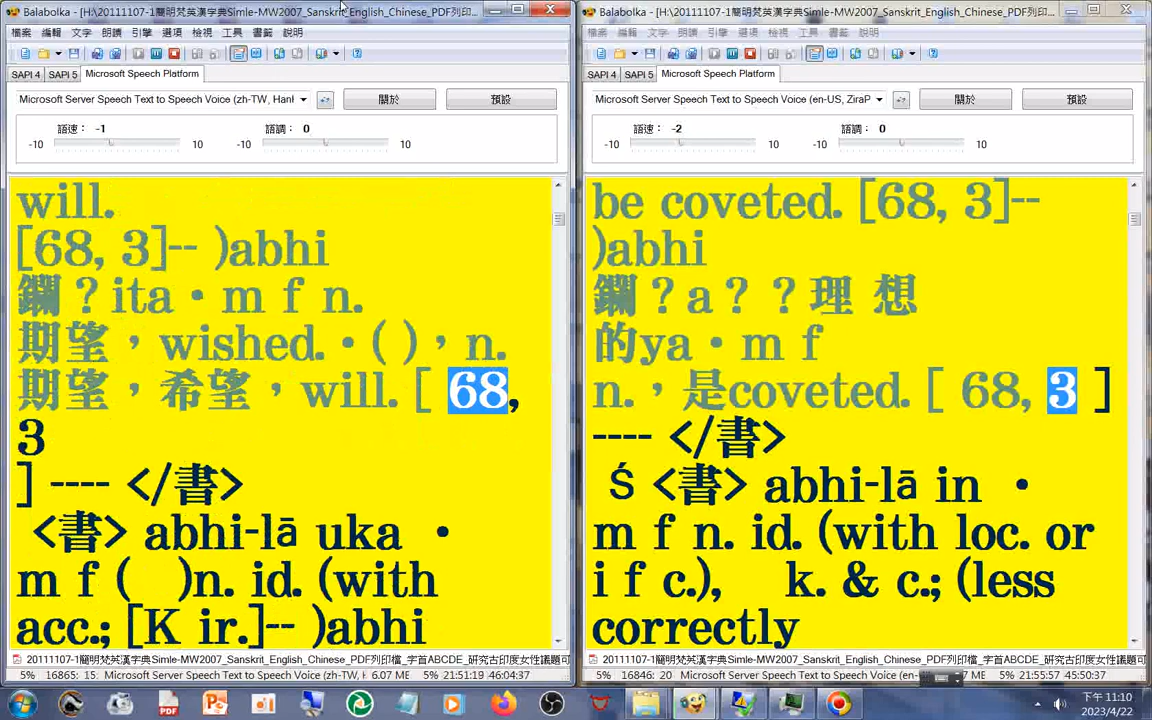 Balabolka - [H:\20111107-1簡明梵英漢字典Simle-MW2007_Sanskrit_English_Chinese_PDF列印...
檔案 編輯 文字 朗讀 引擎 選項 檢視 工具 書籤 說明
SAPI 4 SAPI 5 Microsoft Speech Platform
Microsoft Server Speech Text to Speech Voice (zh-TW, Hanl
關於 預設
語速： -1 語調： 0
-10 10 -10 10
will.
[68, 3]-- )abhi
鑭？ita‧m f n.
期望，wished.‧( )，n.
期望，希望，will. [ 68,
3
] ---- </書>
<書> abhi-lā uka •
m f ( )n. id. (with
acc.; [K ir.]-- )abhi
20111107-1簡明梵英漢字典Simle-MW2007_Sanskrit_English_Chinese_PDF列印檔_字首ABCDE_研究古印度女性議題可
5% 16865: 15. Microsoft Server Speech Text to Speech Voice (zh-TW, H 6.07 ME 5% 21:51:19 46:04:37
Balabolka - [H:\20111107-1簡明梵英漢字典Simle-MW2007_Sanskrit_English_Chinese_PDF列印...
檔案 編輯 文字 朗讀 引擎 選項 檢視 工具 書籤 說明
SAPI 4 SAPI 5 Microsoft Speech Platform
Microsoft Server Speech Text to Speech Voice (en-US, ZiraP
關於 預設
語速： -2 語調： 0
-10 10 -10 10
be coveted. [68, 3]--
)abhi
鑭？a？？理 想
的ya‧m f
n.，是coveted. [ 68, 3 ]
---- </書>
Ś <書> abhi-lā in •
m f n. id. (with loc. or
i f c.), k. & c.; (less
correctly
20111107-1簡明梵英漢字典Simle-MW2007_Sanskrit_English_Chinese_PDF列印檔_字首ABCDE_研究古印度女性議題可
5% 16846: 20 Microsoft Server Speech Text to Speech Voice (en-US, ME 5% 21:55:57 45:50:37
下午 11:10
2023/4/22